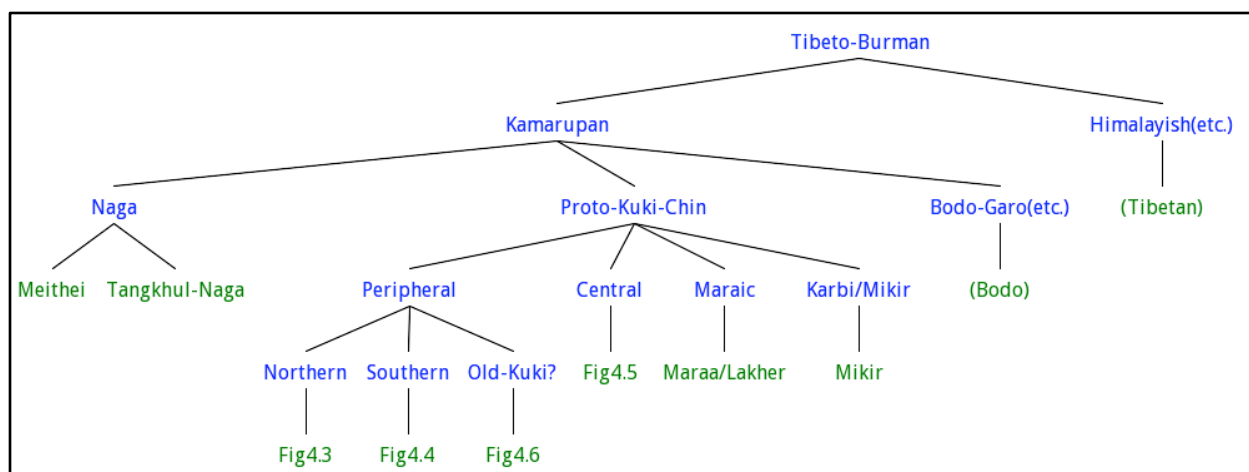 Tibeto-Burman
Kamarupan Himalayish(etc.)
Naga Proto-Kuki-Chin Bodo-Garo(etc.) (Tibetan)
Meithei Tangkhul-Naga Peripheral Central Maraic Karbi/Mikir (Bodo)
Northern Southern Old-Kuki? Fig4.5 Maraa/Lakher Mikir
Fig4.3 Fig4.4 Fig4.6